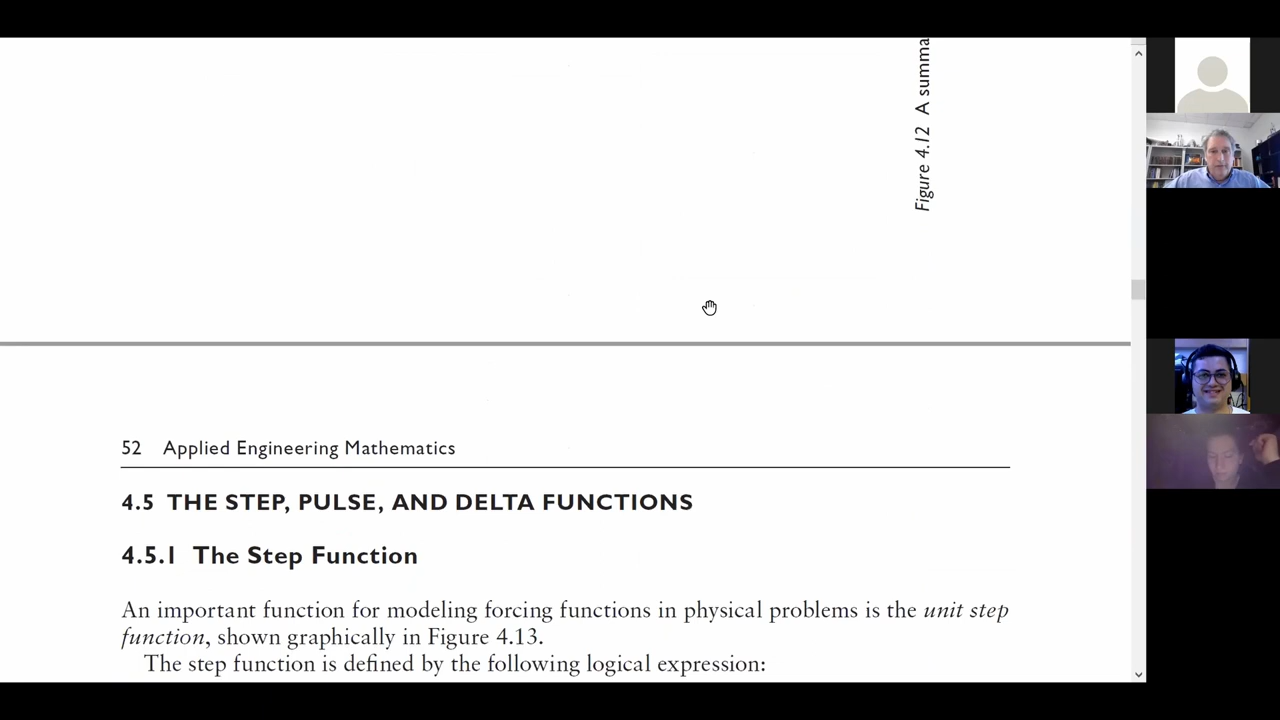 Figure 4.12 A summa
52 Applied Engineering Mathematics
4.5 THE STEP, PULSE, AND DELTA FUNCTIONS
4.5.1 The Step Function
An important function for modeling forcing functions in physical problems is the unit step
function, shown graphically in Figure 4.13.
The step function is defined by the following logical expression: